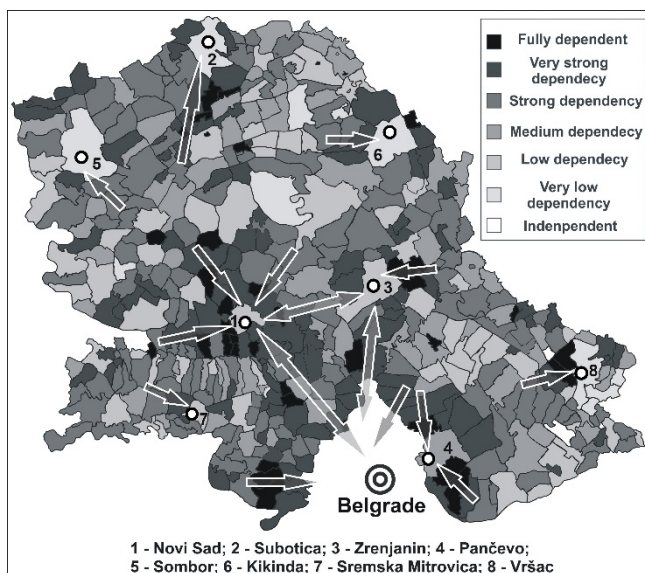 Fully dependent
Very strong
dependecy
Strong dependency
Medium dependecy
Low dependecy
Very low
dependency
Indenpendent
2
5
6
3
1
8
7
4
Belgrade
1 - Novi Sad; 2 - Subotica; 3 - Zrenjanin; 4 - Pančevo;
5 - Sombor; 6 - Kikinda; 7 - Sremska Mitrovica; 8 - Vršac